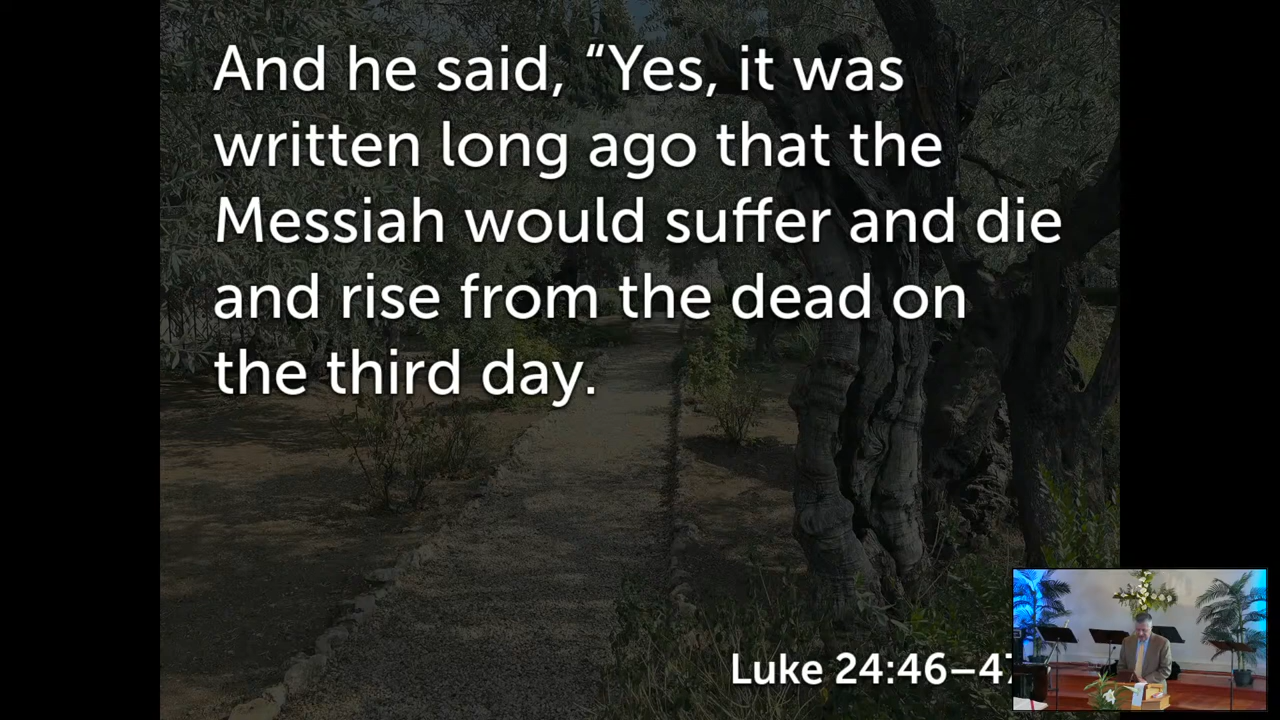 And he said, “Yes, it was
written long ago that the
Messiah would suffer and die
and rise from the dead on
the third day.
Luke 24:46–47